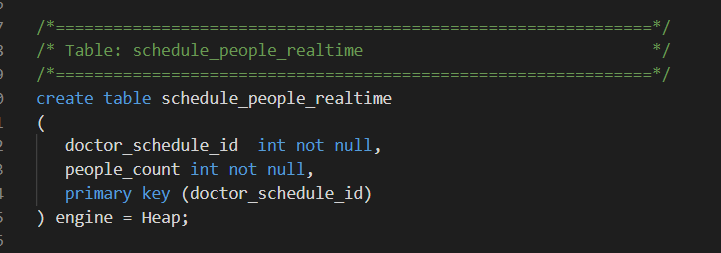 /*==============================================================*/
/* Table: schedule_people_realtime                              */
/*==============================================================*/
create table schedule_people_realtime
(
   doctor_schedule_id  int not null,
   people_count int not null,
   primary key (doctor_schedule_id)
) engine = Heap;